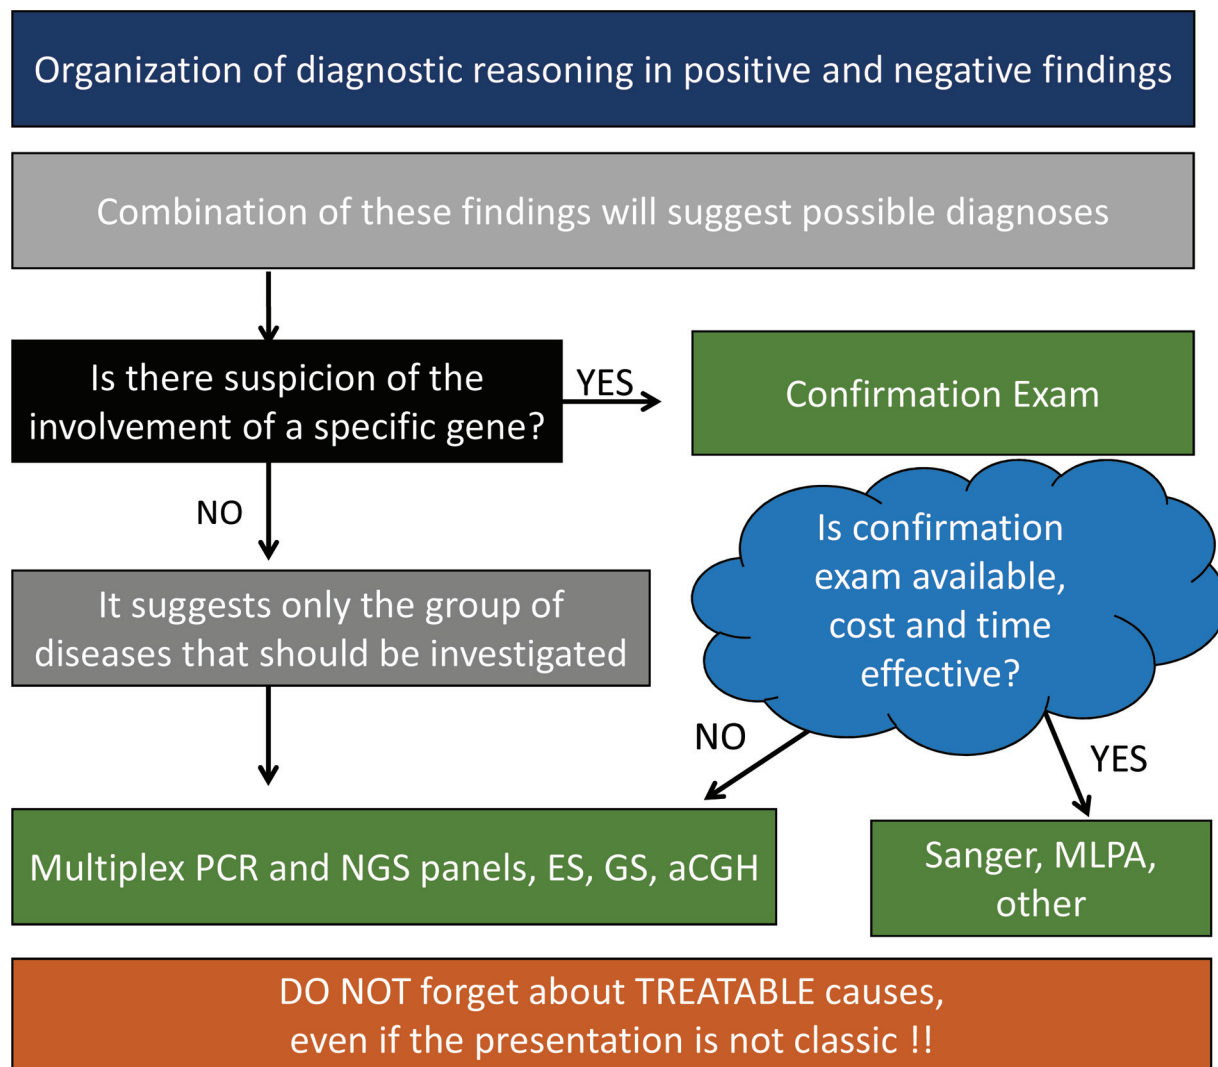 Organization of diagnostic reasoning in positive and negative findings
Combination of these findings will suggest possible diagnoses
Is there suspicion of the
involvement of a specific gene?
YES
Confirmation Exam
NO
Is confirmation
exam available,
cost and time
effective?
It suggests only the group of
diseases that should be investigated
NO
YES
Multiplex PCR and NGS panels, ES, GS, aCGH
Sanger, MLPA,
other
DO NOT forget about TREATABLE causes,
even if the presentation is not classic !!